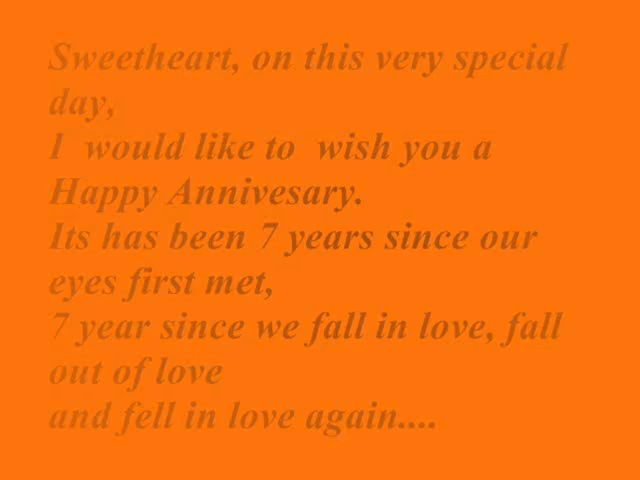 Sweetheart, on this very special
day,
I  would like to  wish you a
Happy Annivesary.
Its has been 7 years since our
eyes first met,
7 year since we fall in love, fall
out of love
and fell in love again....